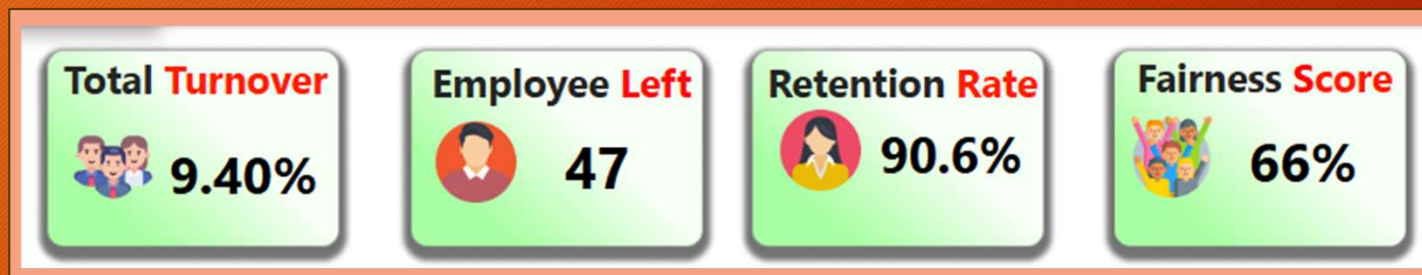 Total Turnover
9.40%
Employee Left
47
Retention Rate
90.6%
Fairness Score
66%